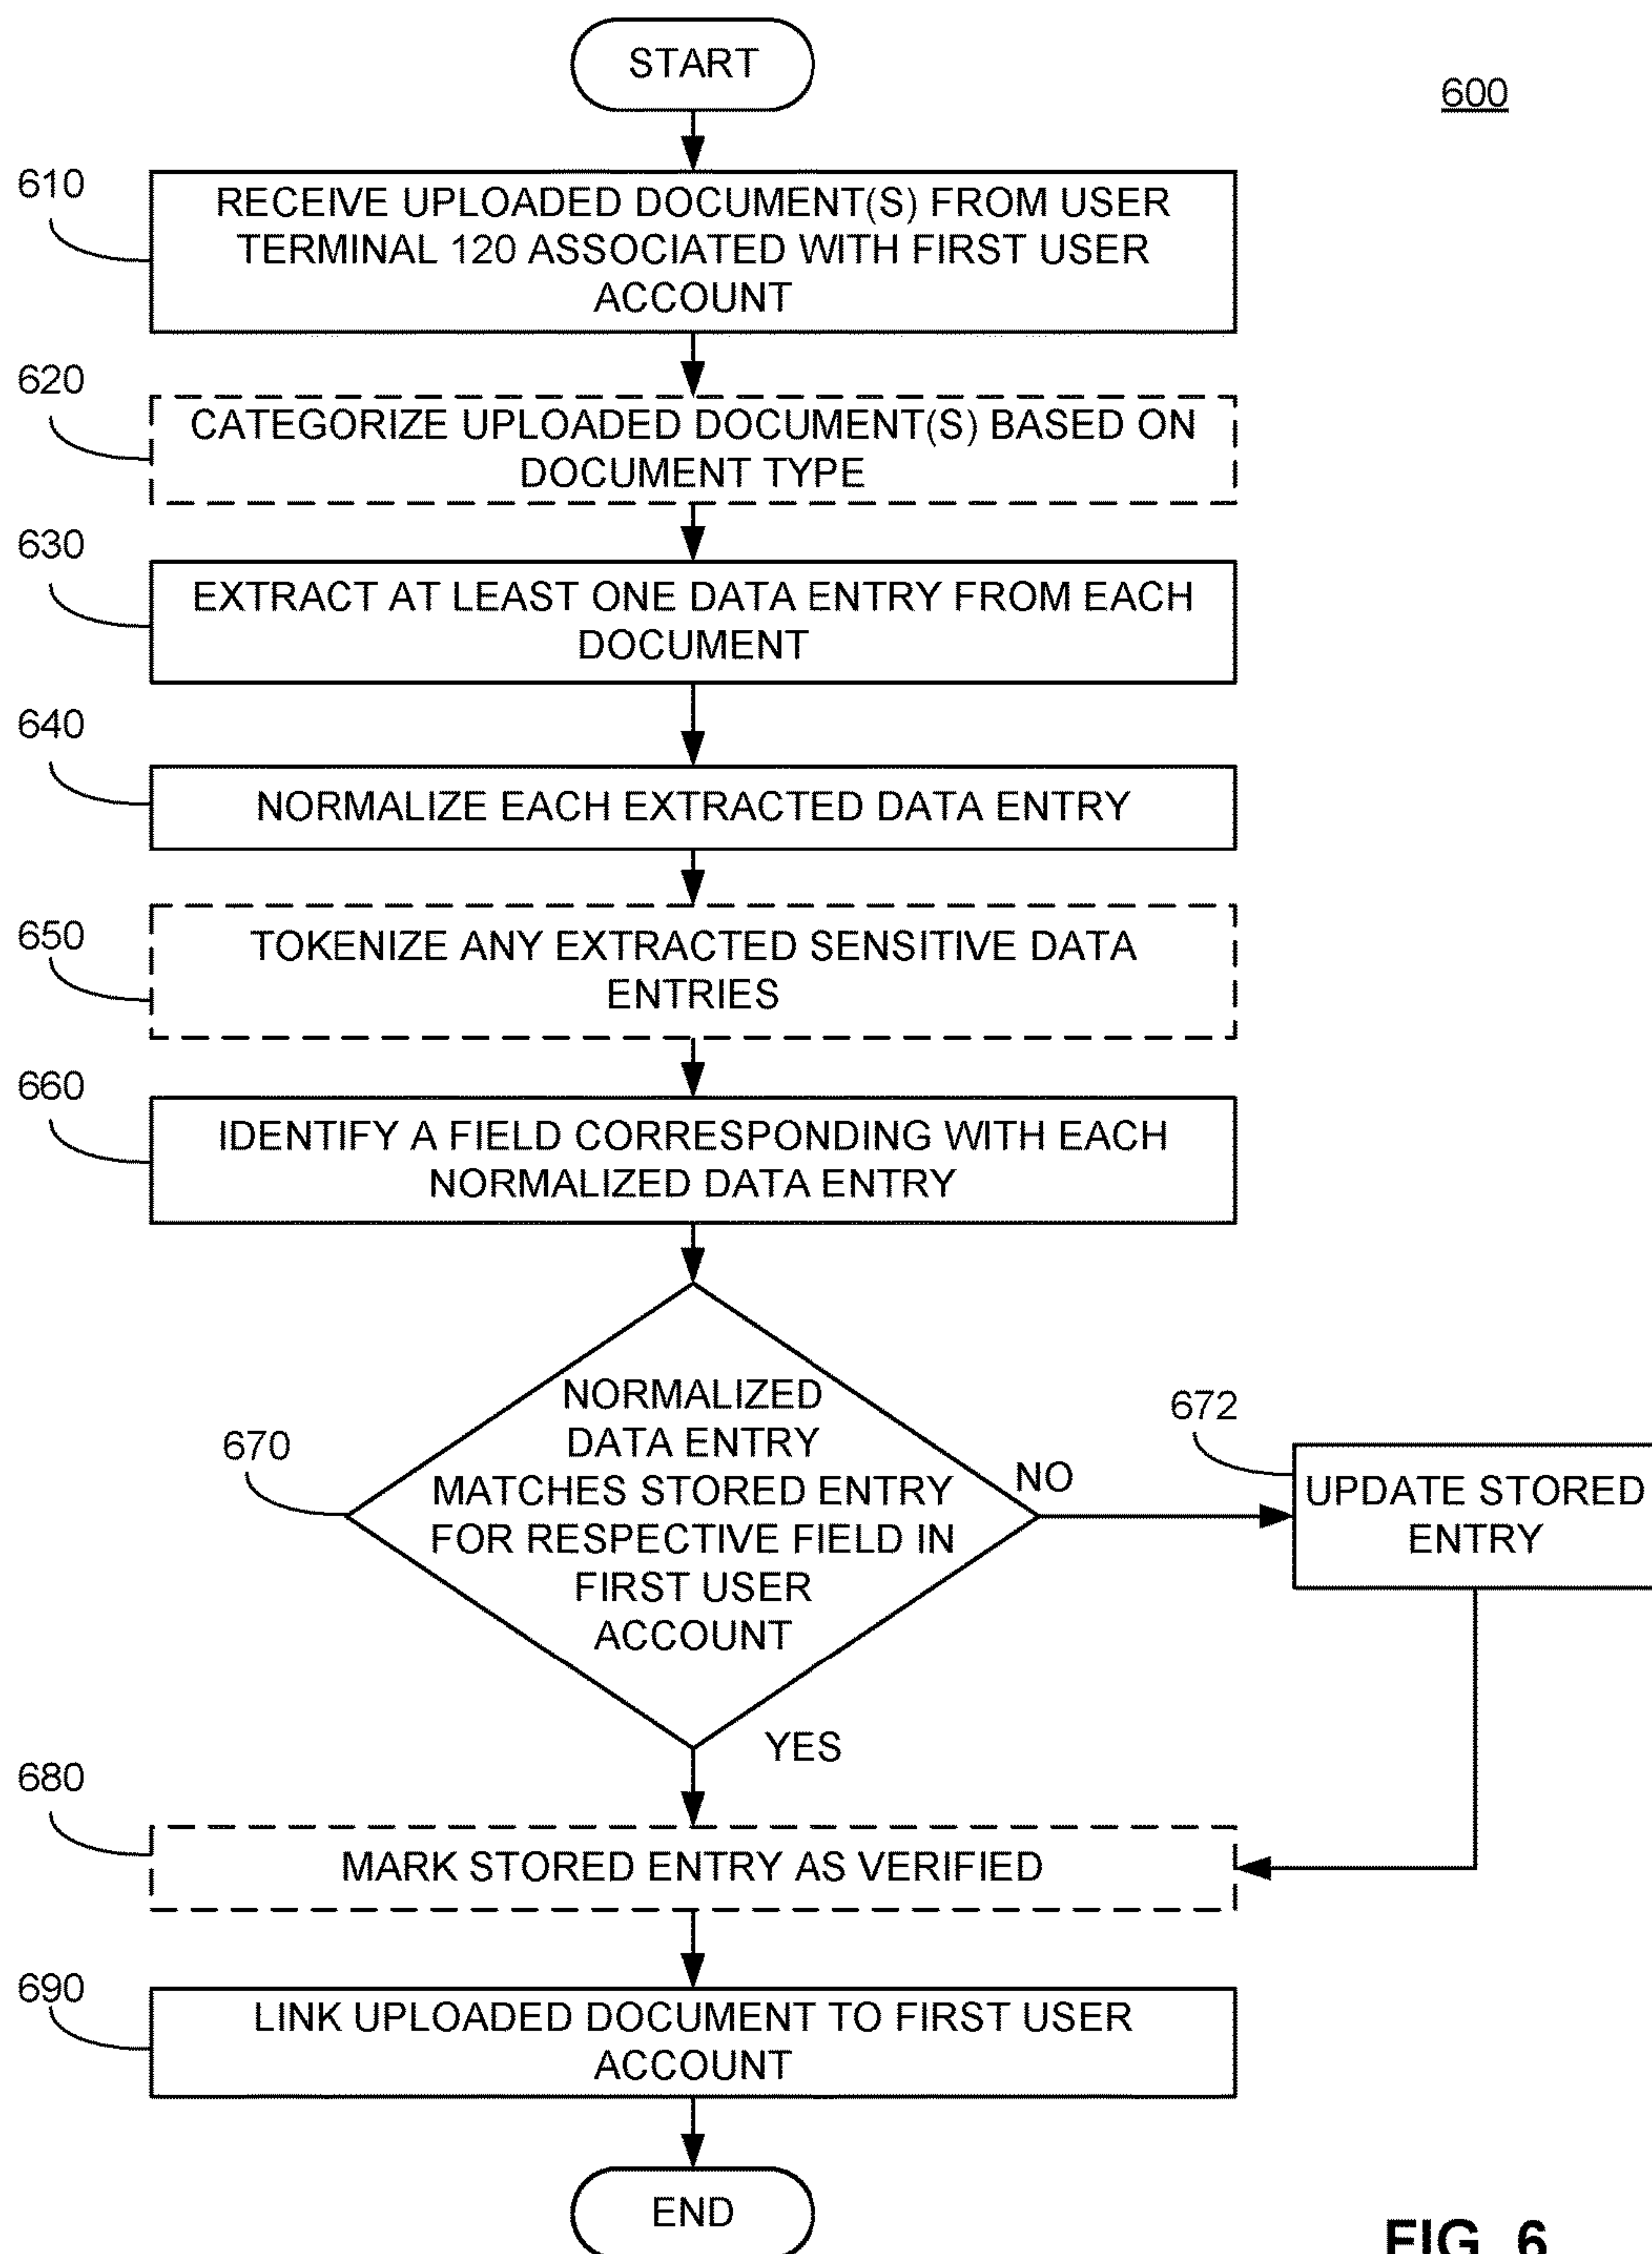 START
600
610
RECEIVE UPLOADED DOCUMENT(S) FROM USER
TERMINAL 120 ASSOCIATED WITH FIRST USER
ACCOUNT
620
CATEGORIZE UPLOADED DOCUMENT(S) BASED ON
DOCUMENT TYPE
630
EXTRACT AT LEAST ONE DATA ENTRY FROM EACH
DOCUMENT
640
NORMALIZE EACH EXTRACTED DATA ENTRY
650
TOKENIZE ANY EXTRACTED SENSITIVE DATA
ENTRIES
660
IDENTIFY A FIELD CORRESPONDING WITH EACH
NORMALIZED DATA ENTRY
670
NORMALIZED
DATA ENTRY
MATCHES STORED ENTRY
FOR RESPECTIVE FIELD IN
FIRST USER
ACCOUNT
NO
672
UPDATE STORED
ENTRY
YES
680
MARK STORED ENTRY AS VERIFIED
690
LINK UPLOADED DOCUMENT TO FIRST USER
ACCOUNT
END
FIG. 6